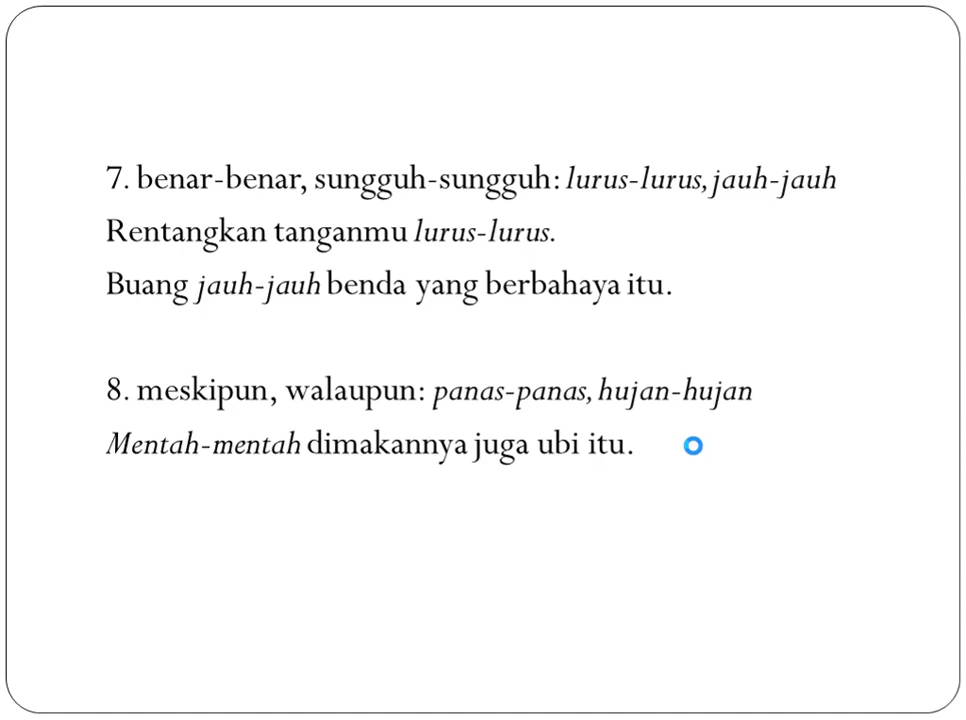 7. benar-benar, sungguh-sungguh: lurus-lurus, jauh-jauh
Rentangkan tanganmu lurus-lurus.
Buang jauh-jauh benda yang berbahaya itu.
8. meskipun, walaupun: panas-panas, hujan-hujan
Mentah-mentah dimakannya juga ubi itu.